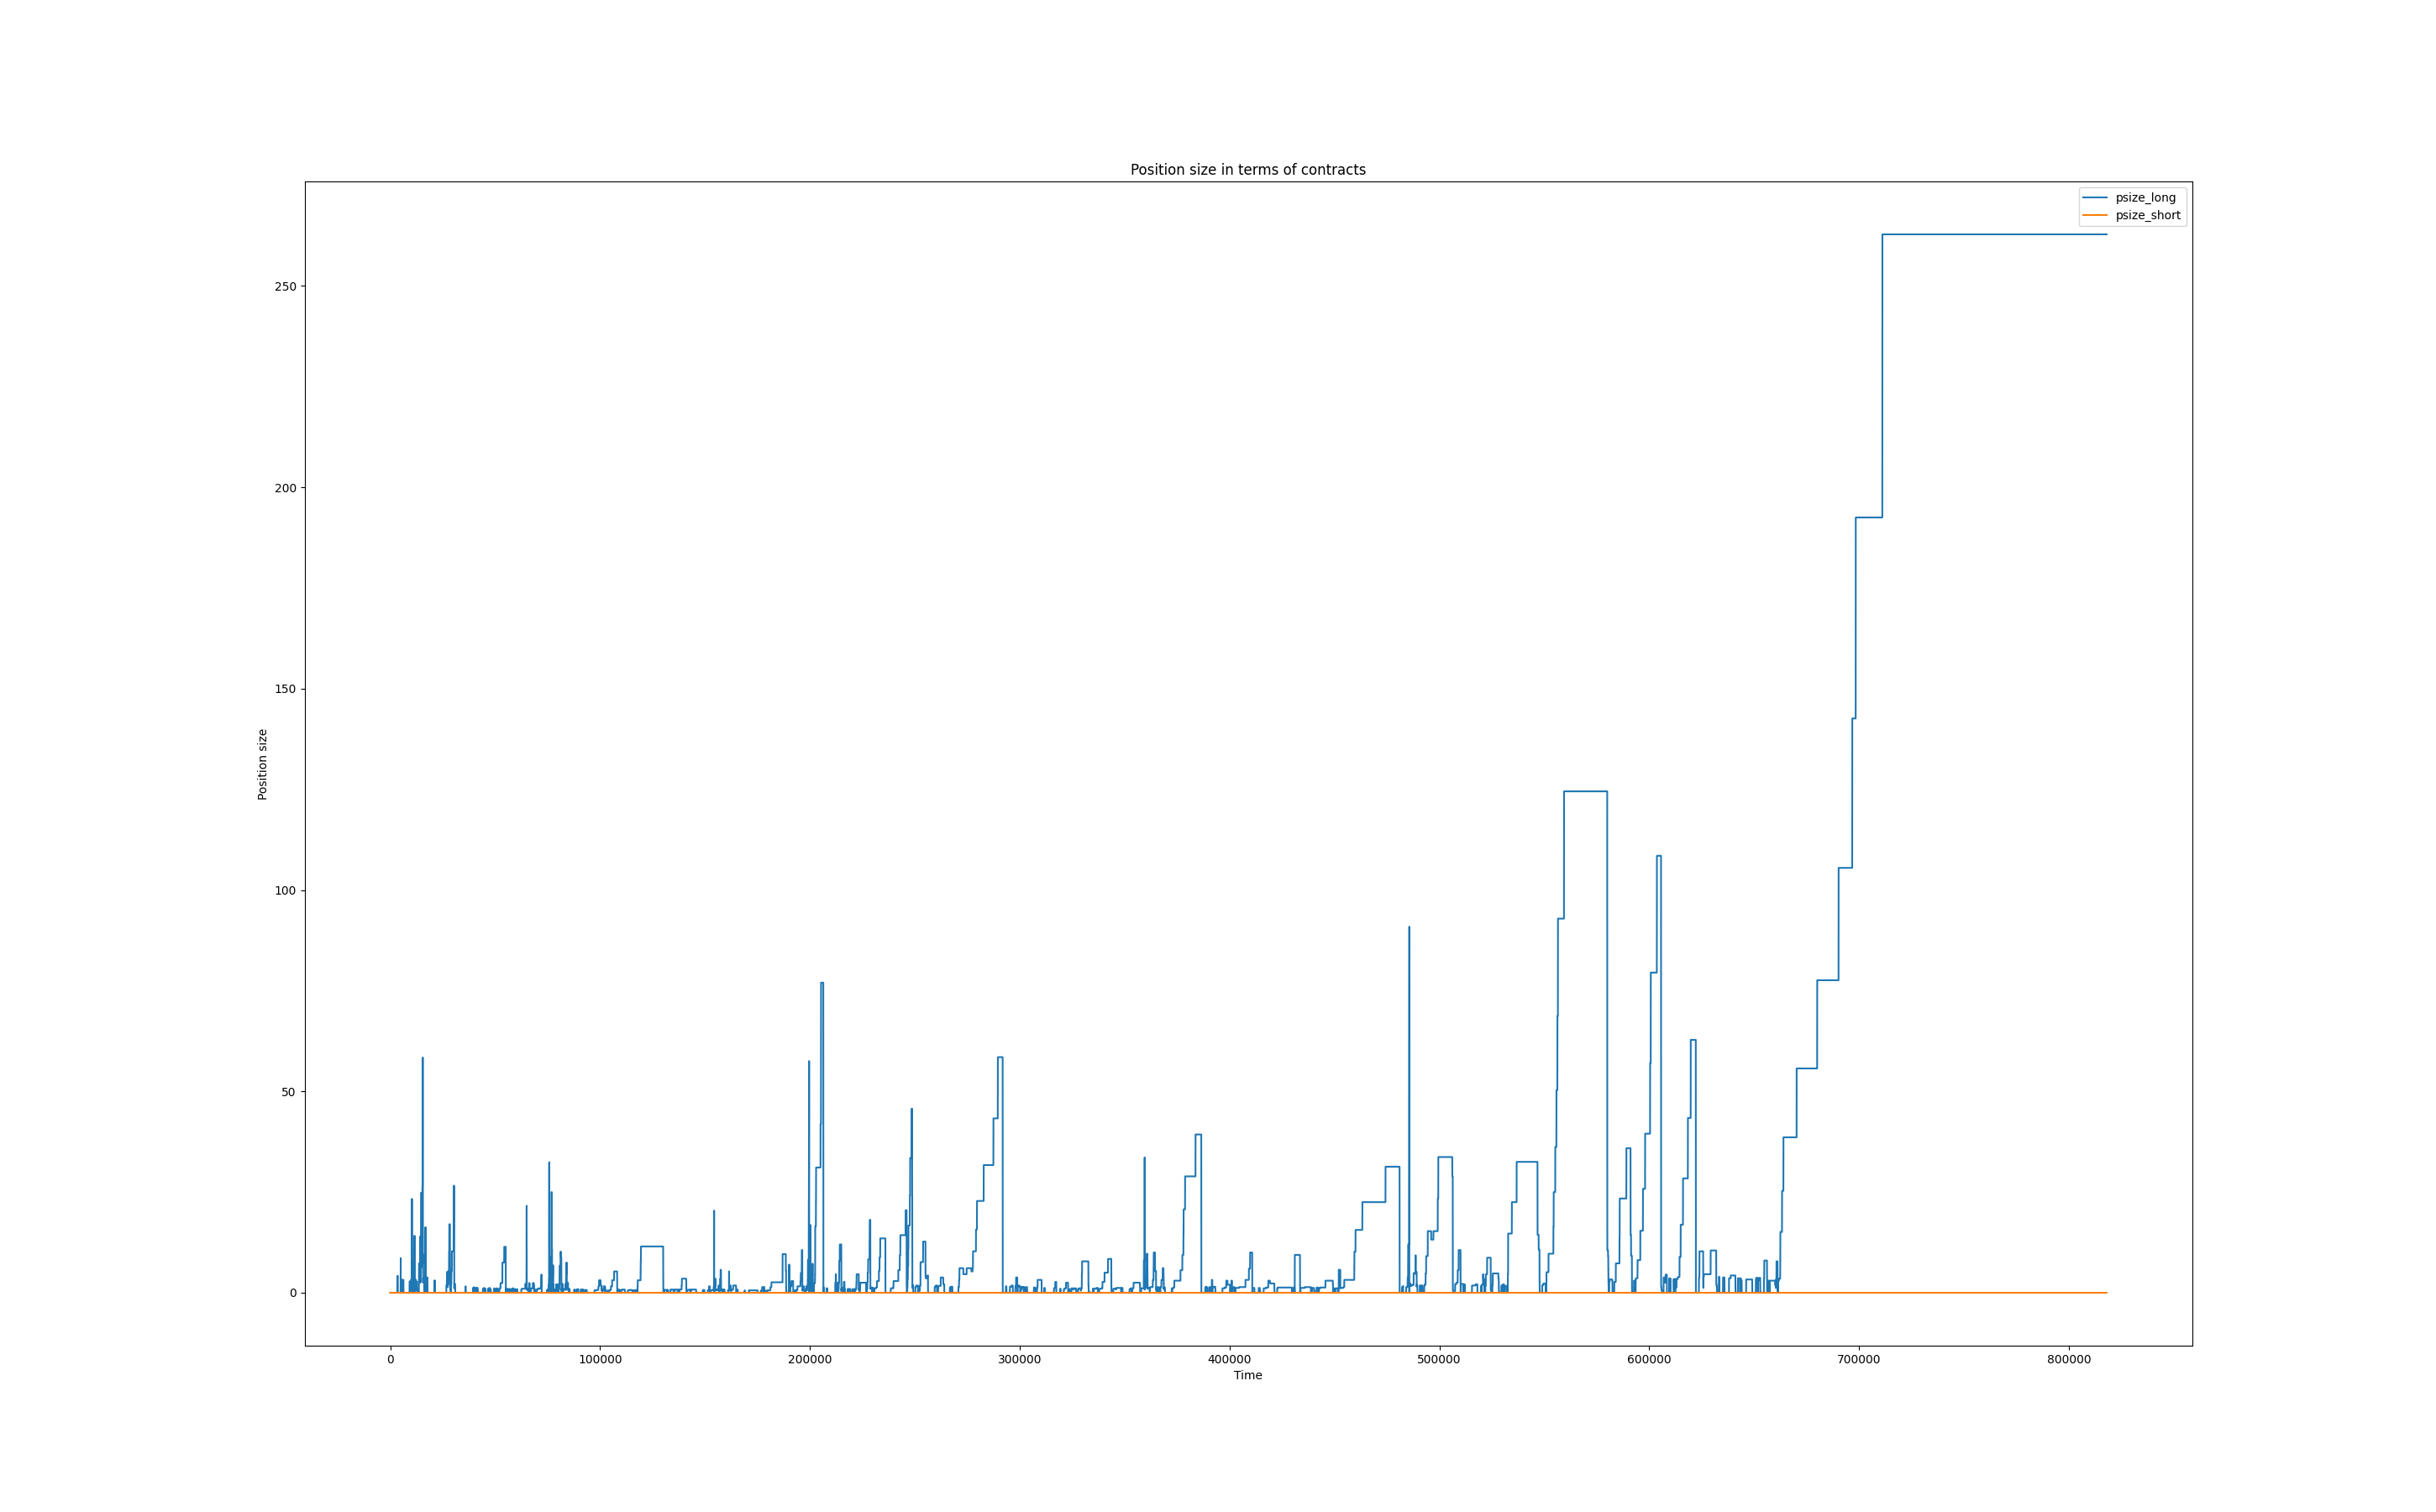 Position size in terms of contracts
psize_long
psize_short
250
200
150
100
50
0
Position size
0 100000 200000 300000 400000 500000 600000 700000 800000
Time